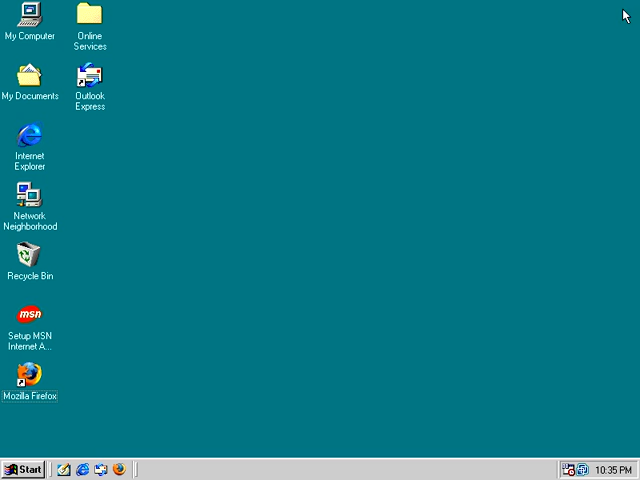 My Computer
Online
Services
My Documents
Outlook
Express
Internet
Explorer
Network
Neighborhood
Recycle Bin
msn
Setup MSN
Internet A...
Mozilla Firefox
Start
10:35 PM